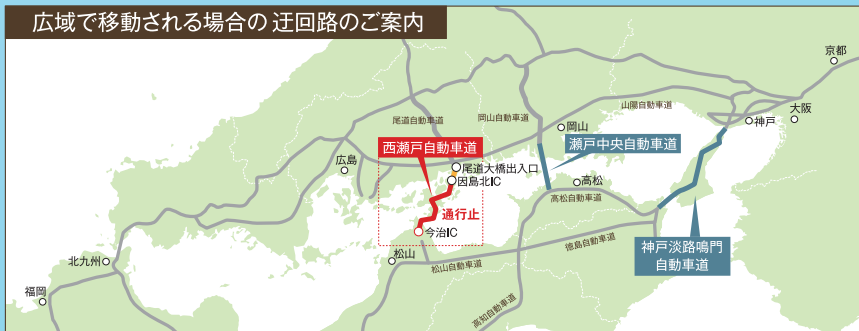 広域で移動される場合の迂回路のご案内
京都
山陽自動車道
大阪
尾道自動車道
岡山自動車道
神戸
岡山
西瀬戸自動車道
瀬戸中央自動車道
広島
尾道大橋出入口
因島北IC
高松
高松自動車道
通行止
今治IC
徳島自動車道
神戸淡路鳴門
自動車道
松山
松山自動車道
北九州
福岡
高知自動車道